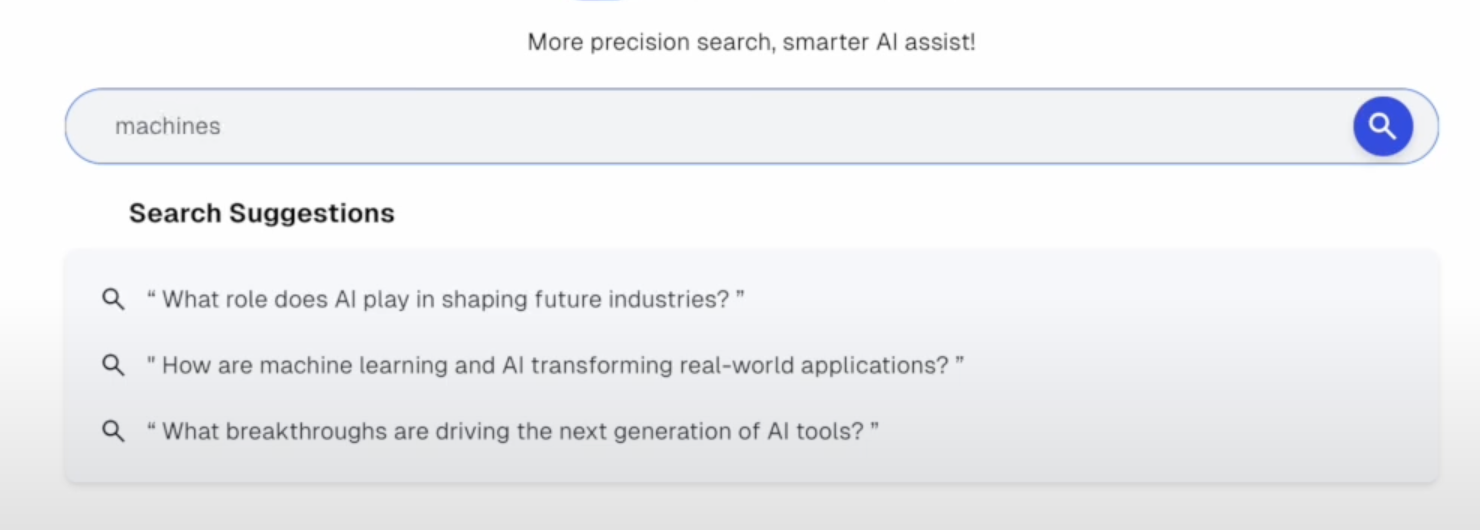 More precision search, smarter AI assist!
machines
Search Suggestions
“ What role does AI play in shaping future industries? ”
" How are machine learning and AI transforming real-world applications? ”
“ What breakthroughs are driving the next generation of AI tools? ”